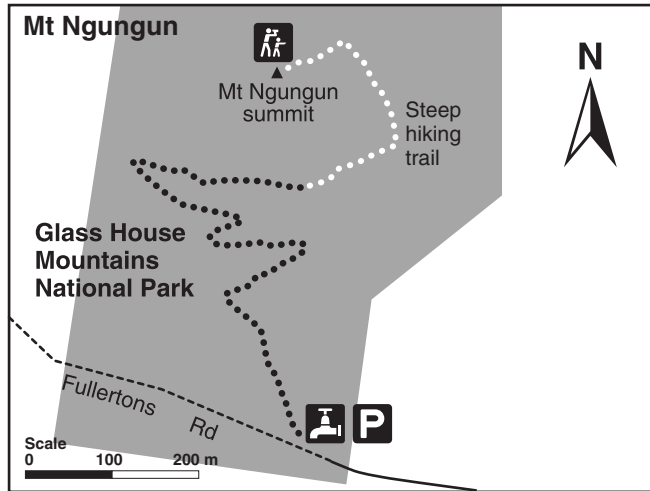 Mt Ngungun
N
Mt Ngungun
summit
Steep
hiking
trail
Glass House
Mountains
National Park
Fullertons Rd
P
Scale
0 100 200 m